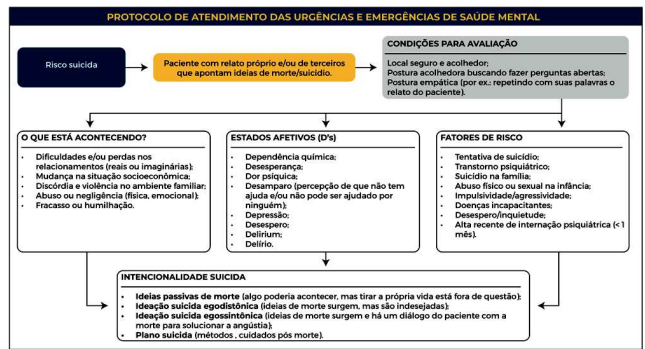 PROTOCOLO DE ATENDIMENTO DAS URGÊNCIAS E EMERGÊNCIAS DE SAÚDE MENTAL
Risco suicida
Paciente com relato próprio e/ou de terceiros
que apontam ideias de morte/suicídio.
CONDIÇÕES PARA AVALIAÇÃO
Local seguro e acolhedor;
Postura acolhedora buscando fazer perguntas abertas;
Postura empática (por ex.: repetindo com suas palavras o
relato do paciente).
O QUE ESTÁ ACONTECENDO?
• Dificuldades e/ou perdas nos
relacionamentos (reais ou imaginárias);
• Mudança na situação socioeconômica;
• Discórdia e violência no ambiente familiar;
• Abuso ou negligência (física, emocional);
• Fracasso ou humilhação.
ESTADOS AFETIVOS (D's)
• Dependência química;
• Desesperança;
• Dor psíquica;
• Desamparo (percepção de que não tem
ajuda e/ou não pode ser ajudado por
ninguém);
• Depressão;
• Desespero;
• Delirium;
• Delírio.
FATORES DE RISCO
• Tentativa de suicídio;
• Transtorno psiquiátrico;
• Suicídio na família;
• Abuso físico ou sexual na infância;
• Impulsividade/agressividade;
• Doenças incapacitantes;
• Desespero/inquietude;
• Alta recente de internação psiquiátrica (< 1
mês).
INTENCIONALIDADE SUICIDA
• Ideias passivas de morte (algo poderia acontecer, mas tirar a própria vida está fora de questão);
• Ideação suicida egodistônica (ideias de morte surgem, mas são indesejadas);
• Ideação suicida egossintônica (ideias de morte surgem e há um diálogo do paciente com a
morte para solucionar a angústia);
• Plano suicida (métodos , cuidados pós morte).